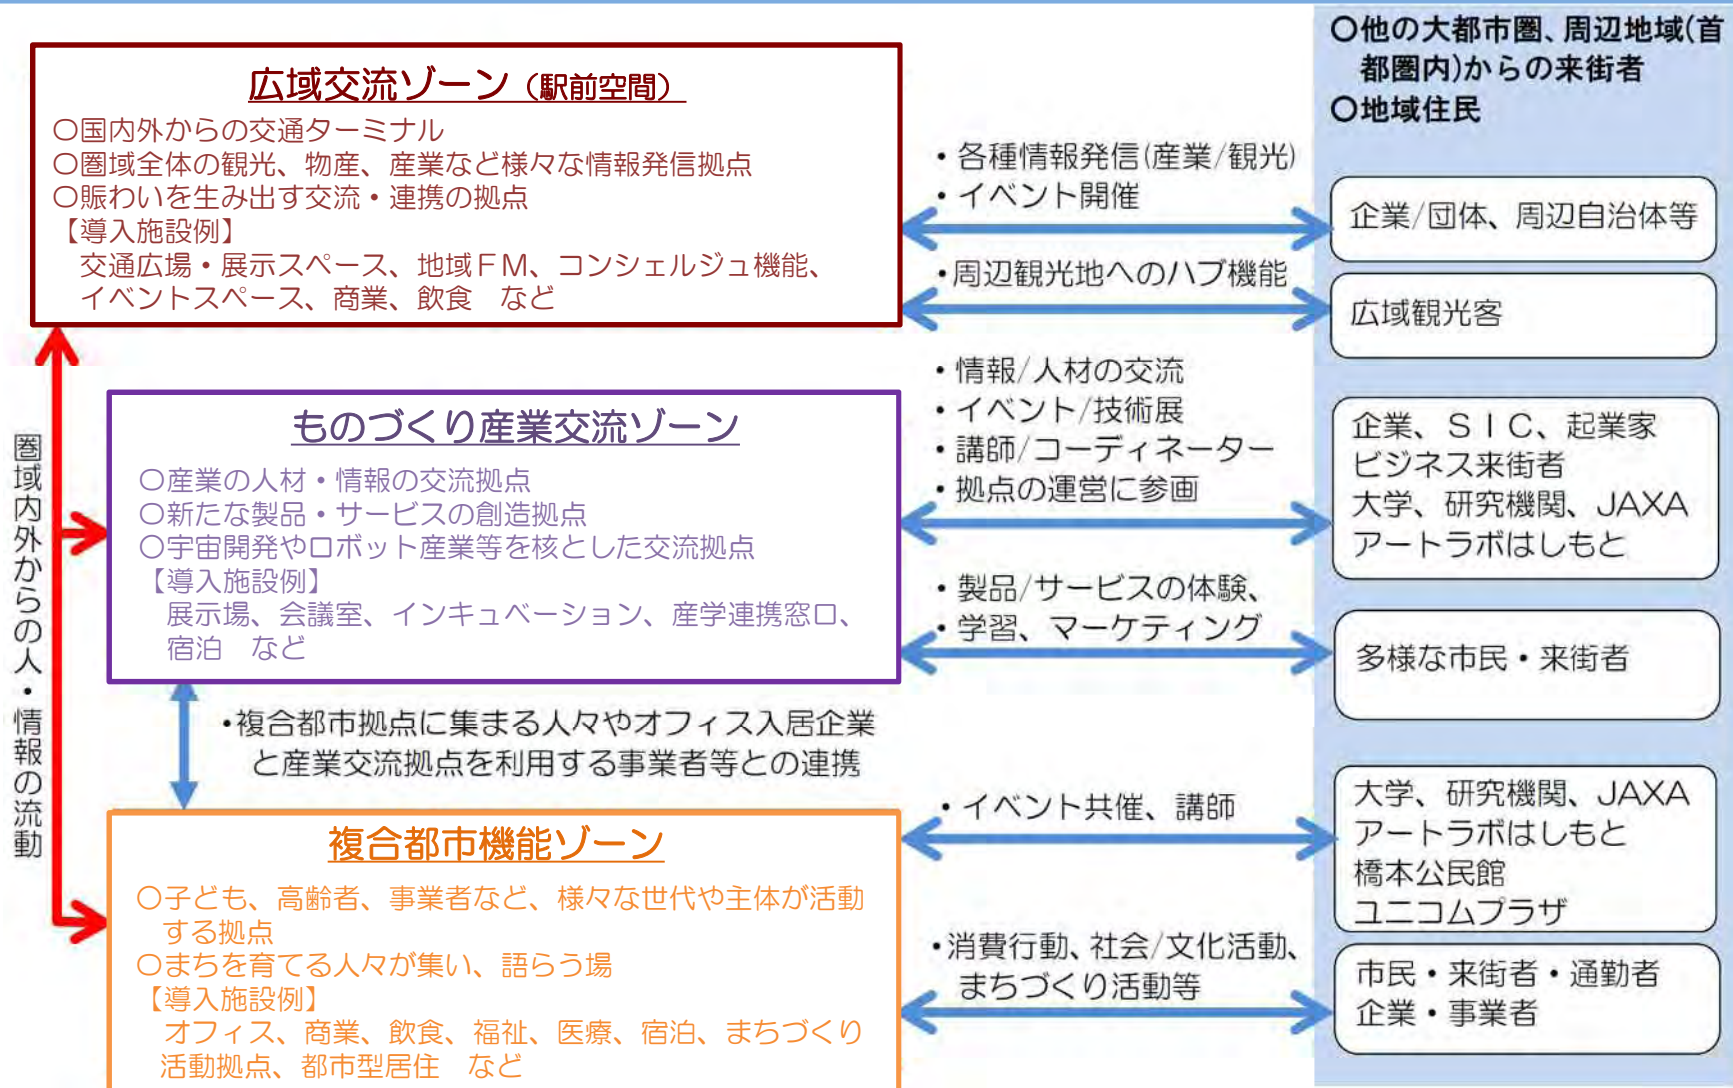 広域交流ゾーン（駅前空間）
〇国内外からの交通ターミナル
〇圏域全体の観光、物産、産業など様々な情報発信拠点
〇賑わいを生み出す交流・連携の拠点
【導入施設例】
交通広場・展示スペース、地域ＦＭ、コンシェルジュ機能、
イベントスペース、商業、飲食　など
圏域内外からの人・情報の流動
ものづくり産業交流ゾーン
〇産業の人材・情報の交流拠点
〇新たな製品・サービスの創造拠点
〇宇宙開発やロボット産業等を核とした交流拠点
【導入施設例】
展示場、会議室、インキュベーション、産学連携窓口、
宿泊　など
・複合都市拠点に集まる人々やオフィス入居企業
と産業交流拠点を利用する事業者等との連携
複合都市機能ゾーン
〇子ども、高齢者、事業者など、様々な世代や主体が活動
する拠点
〇まちを育てる人々が集い、語らう場
【導入施設例】
オフィス、商業、飲食、福祉、医療、宿泊、まちづくり
活動拠点、都市型居住　など
・各種情報発信(産業/観光)
・イベント開催
・周辺観光地へのハブ機能
・情報/人材の交流
・イベント/技術展
・講師/コーディネーター
・拠点の運営に参画
・製品/サービスの体験、
・学習、マーケティング
・イベント共催、講師
・消費行動、社会/文化活動、
まちづくり活動等
〇他の大都市圏、周辺地域(首
都圏内)からの来街者
〇地域住民
企業/団体、周辺自治体等
広域観光客
企業、ＳＩＣ、起業家
ビジネス来街者
大学、研究機関、JAXA
アートラボはしもと
多様な市民・来街者
大学、研究機関、JAXA
アートラボはしもと
橋本公民館
ユニコムプラザ
市民・来街者・通勤者
企業・事業者